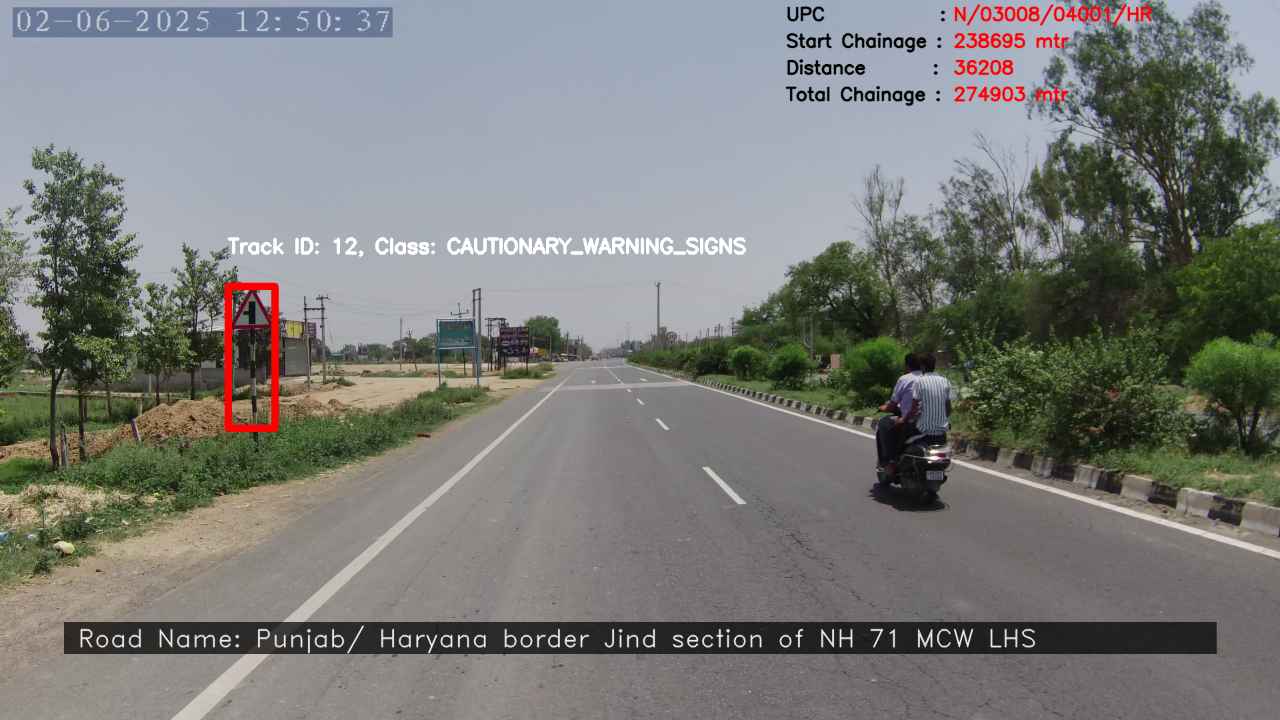 02-06-2025 12:50:37
UPC : N/03008/04001/HR
Start Chainage : 238695 mtr
Distance : 36208
Total Chainage : 274903 mtr
Track ID: 12, Class: CAUTIONARY_WARNING_SIGNS
Road Name: Punjab/ Haryana border Jind section of NH 71 MCW LHS